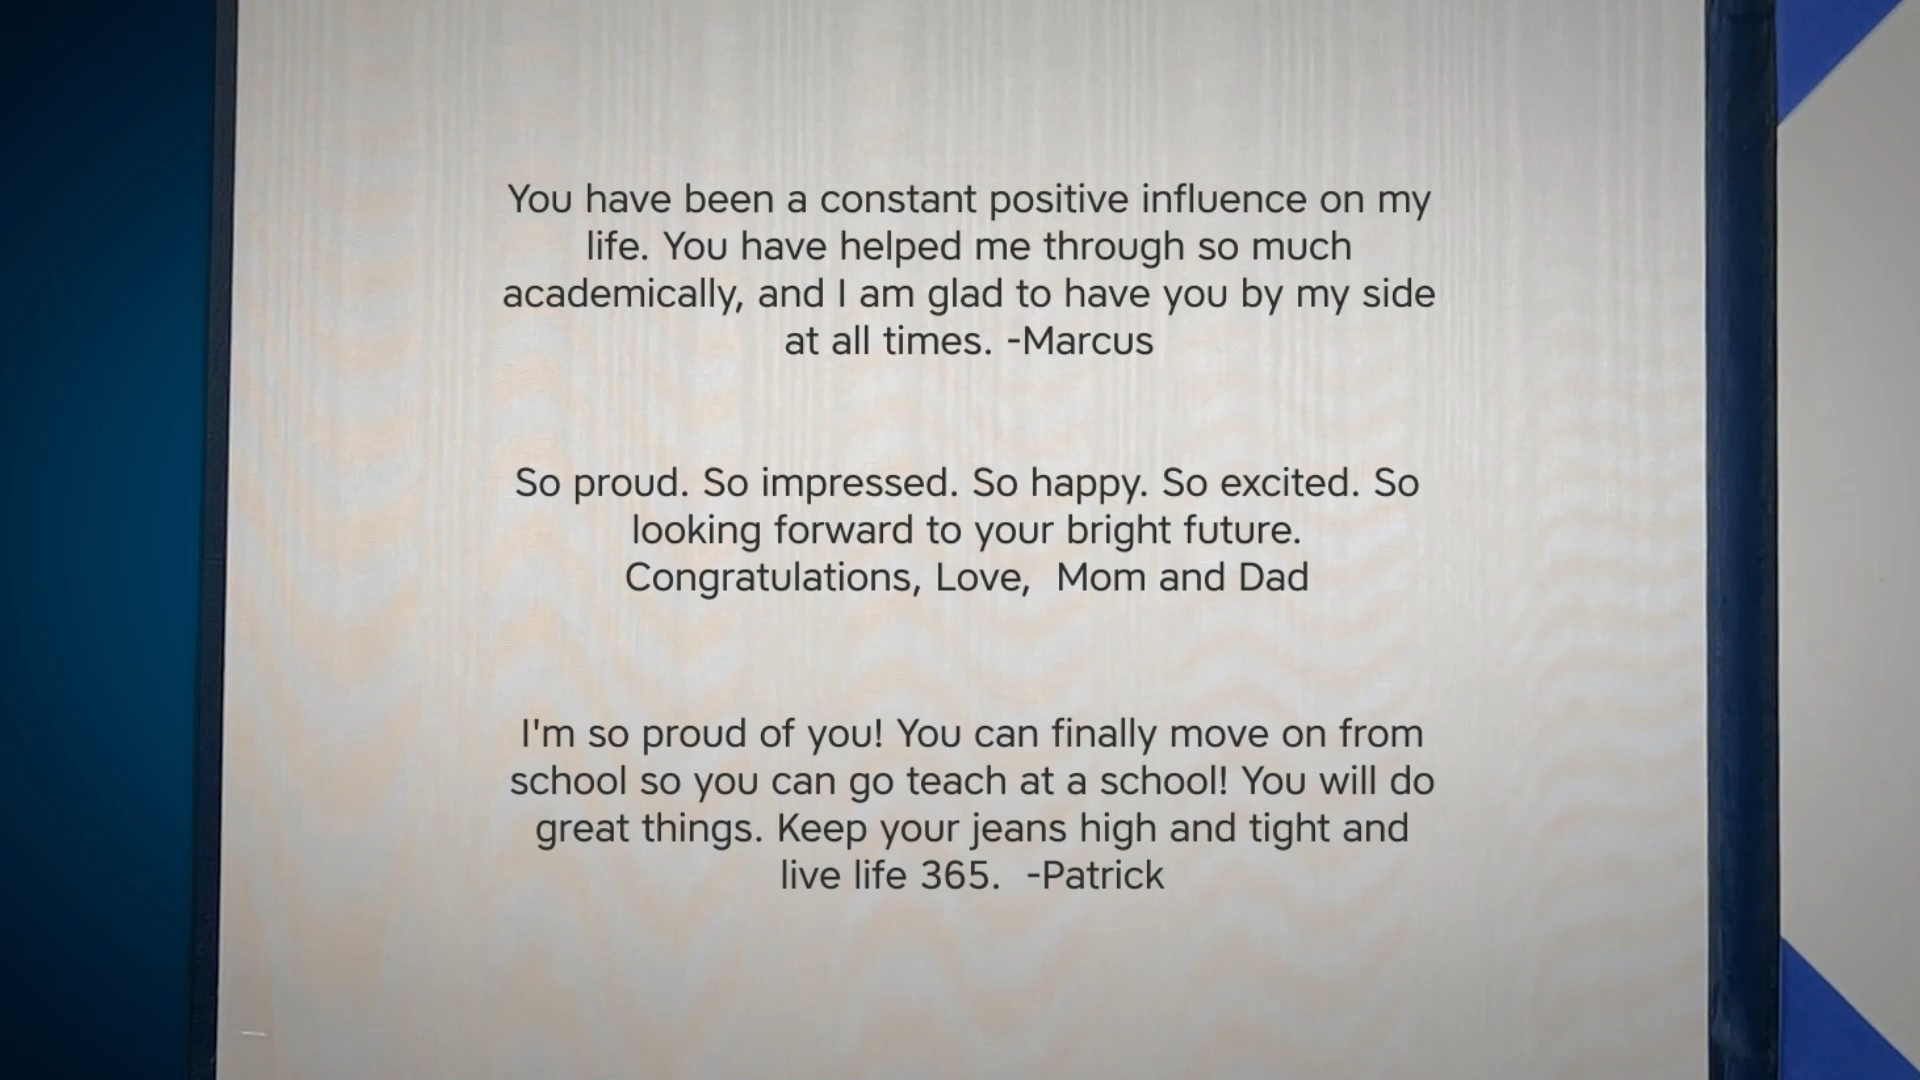 You have been a constant positive influence on my
life. You have helped me through so much
academically, and I am glad to have you by my side
at all times. -Marcus
So proud. So impressed. So happy. So excited. So
looking forward to your bright future.
Congratulations, Love,  Mom and Dad
I'm so proud of you! You can finally move on from
school so you can go teach at a school! You will do
great things. Keep your jeans high and tight and
live life 365.  -Patrick